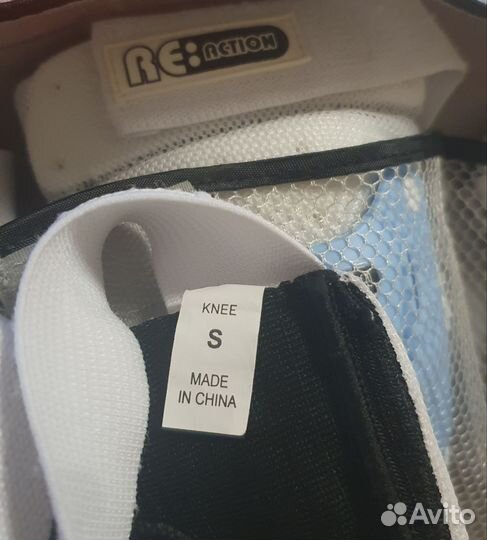 RE:ACTION
KNEE
S
MADE
IN CHINA
Avito